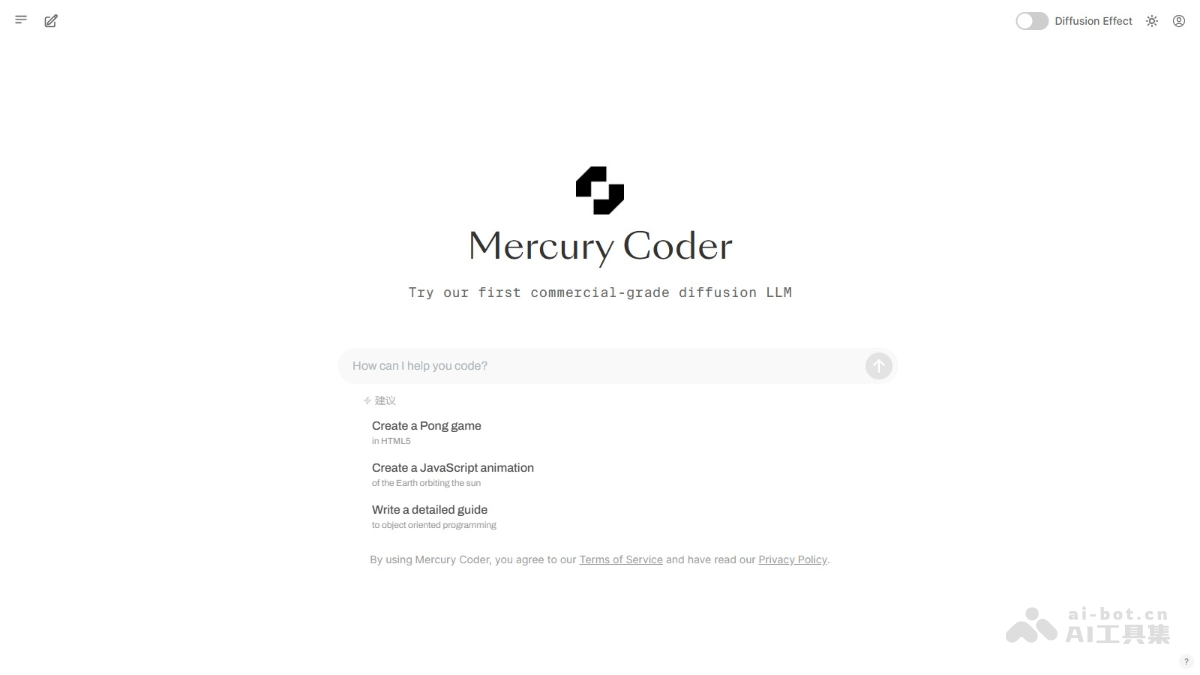 Diffusion Effect
Mercury Coder
Try our first commercial-grade diffusion LLM
How can I help you code?
建议
Create a Pong game
in HTML5
Create a JavaScript animation
of the Earth orbiting the sun
Write a detailed guide
to object oriented programming
By using Mercury Coder, you agree to our Terms of Service and have read our Privacy Policy.
ai-bot.cn
AI工具集
?